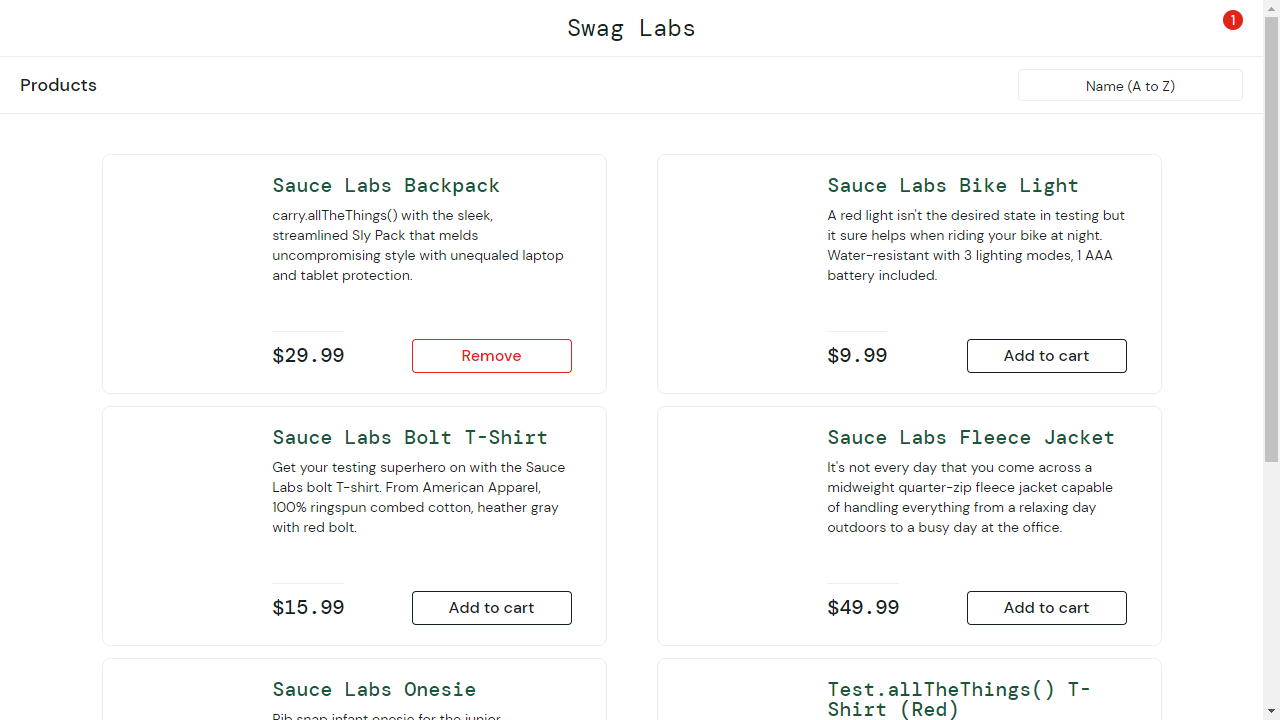 Swag Labs
1
Products
Name (A to Z)
Sauce Labs Backpack
carry.allTheThings() with the sleek,
streamlined Sly Pack that melds
uncompromising style with unequaled laptop
and tablet protection.
$29.99
Remove
Sauce Labs Bike Light
A red light isn't the desired state in testing but
it sure helps when riding your bike at night.
Water-resistant with 3 lighting modes, 1 AAA
battery included.
$9.99
Add to cart
Sauce Labs Bolt T-Shirt
Get your testing superhero on with the Sauce
Labs bolt T-shirt. From American Apparel,
100% ringspun combed cotton, heather gray
with red bolt.
$15.99
Add to cart
Sauce Labs Fleece Jacket
It's not every day that you come across a
midweight quarter-zip fleece jacket capable
of handling everything from a relaxing day
outdoors to a busy day at the office.
$49.99
Add to cart
Sauce Labs Onesie
Rib snap infant onesie for the junior
Test.allTheThings() T-
Shirt (Red)